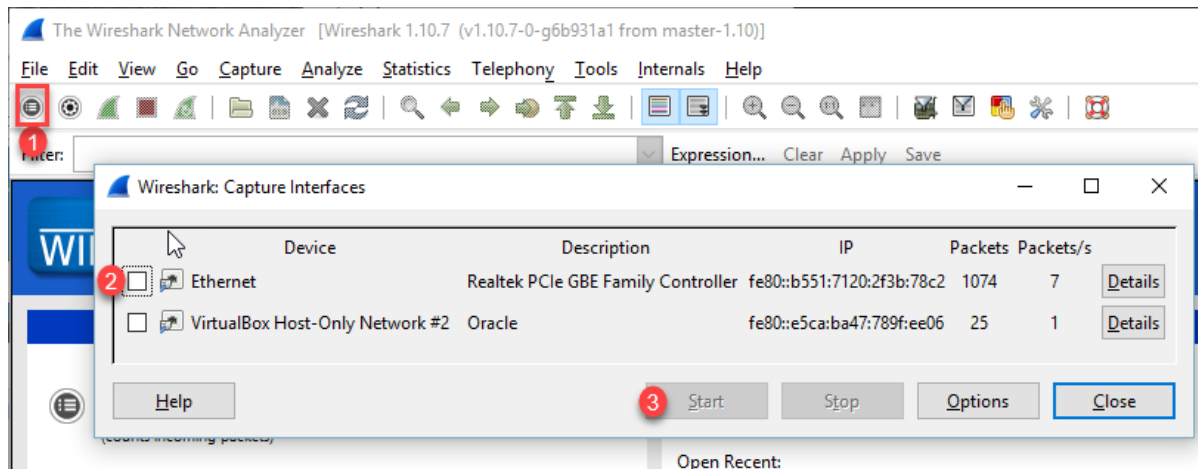 The Wireshark Network Analyzer [Wireshark 1.10.7 (v1.10.7-0-g6b931a1 from master-1.10)]
File Edit View Go Capture Analyze Statistics Telephony Tools Internals Help
1
Filter: Expression... Clear Apply Save
Wireshark: Capture Interfaces
WI
Device Description IP Packets Packets/s
2 Ethernet Realtek PCIe GBE Family Controller fe80::b551:7120:2f3b:78c2 1074 7 Details
VirtualBox Host-Only Network #2 Oracle fe80::e5ca:ba47:789f:ee06 25 1 Details
Help 3 Start Stop Options Close
(counts incoming packets)
Open Recent: